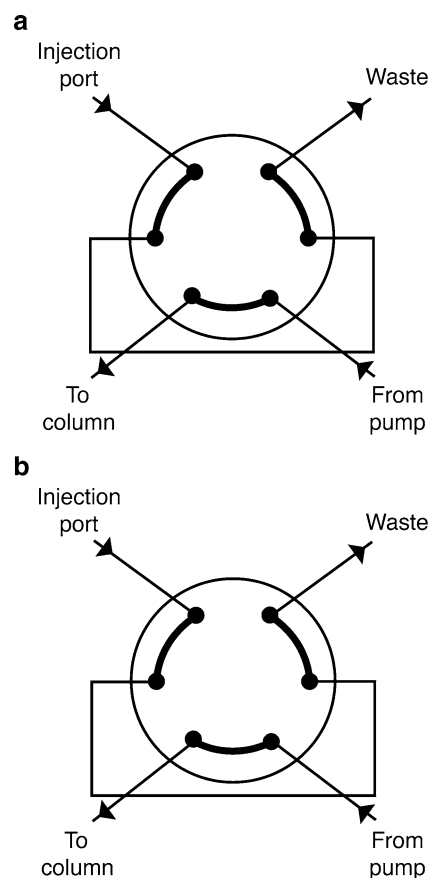 a
Injection
port
Waste
To
column
From
pump
b
Injection
port
Waste
To
column
From
pump